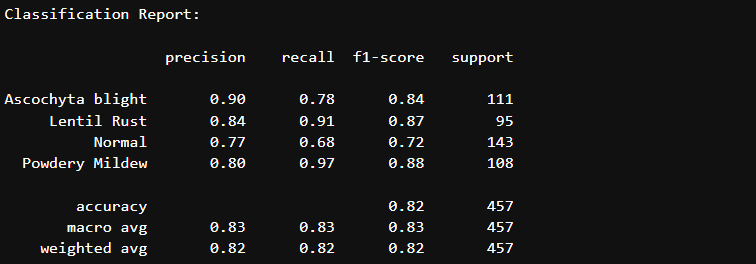 Classification Report:
precision recall f1-score support
Ascochyta blight 0.90 0.78 0.84 111
Lentil Rust 0.84 0.91 0.87 95
Normal 0.77 0.68 0.72 143
Powdery Mildew 0.80 0.97 0.88 108
accuracy 0.82 457
macro avg 0.83 0.83 0.83 457
weighted avg 0.82 0.82 0.82 457